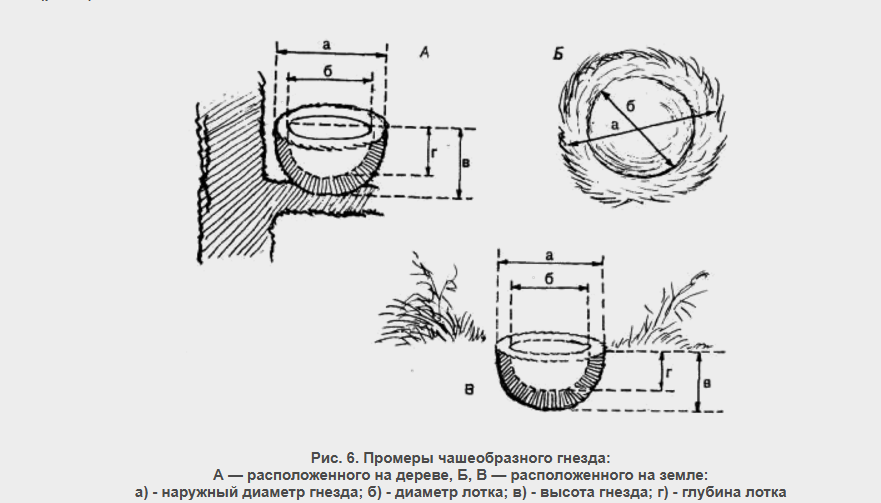 а
А
б
г
в
Б
б
а
а
б
г
в
В
Рис. 6. Промеры чашеобразного гнезда:
А — расположенного на дереве, Б, В — расположенного на земле:
а) - наружный диаметр гнезда; б) - диаметр лотка; в) - высота гнезда; г) - глубина лотка